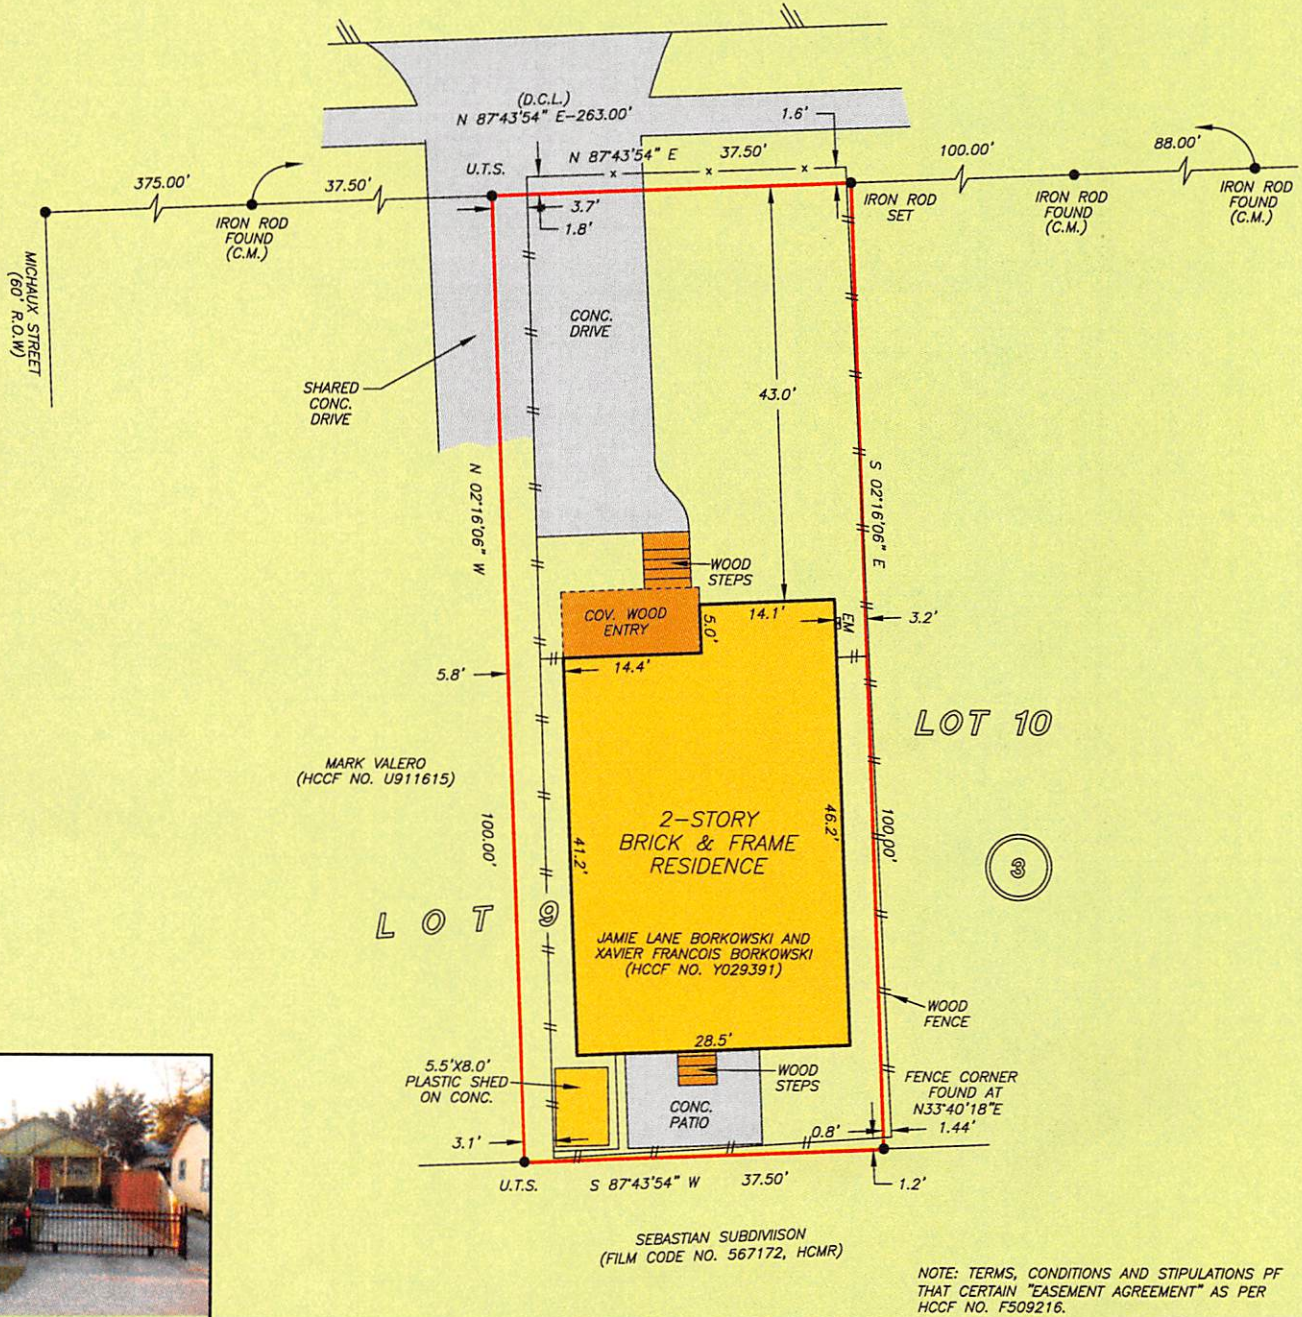 (D.C.L.)
N 87°43'54" E-263.00'
1.6'
N 87°43'54" E 37.50'
U.T.S.
375.00'
37.50'
100.00'
88.00'
IRON ROD
FOUND
(C.M.)
3.7'
1.8'
IRON ROD
SET
IRON ROD
FOUND
(C.M.)
IRON ROD
FOUND
(C.M.)
MICHAUX STREET
(60' R.O.W)
CONC.
DRIVE
SHARED
CONC.
DRIVE
43.0'
N 02°16'06" W
S 02°16'06" E
WOOD
STEPS
COV. WOOD
ENTRY
5.0'
14.1'
EM
3.2'
14.4'
5.8'
LOT 10
MARK VALERO
(HCCF NO. U911615)
100.00'
41.2'
2-STORY
BRICK & FRAME
RESIDENCE
46.2'
100.00'
3
LOT 9
JAMIE LANE BORKOWSKI AND
XAVIER FRANCOIS BORKOWSKI
(HCCF NO. Y029391)
WOOD
FENCE
28.5'
5.5'X8.0'
PLASTIC SHED
ON CONC.
WOOD
STEPS
CONC.
PATIO
FENCE CORNER
FOUND AT
N33°40'18"E
1.44'
0.8'
3.1'
U.T.S.
S 87°43'54" W 37.50'
1.2'
SEBASTIAN SUBDIVIISON
(FILM CODE NO. 567172, HCMR)
NOTE: TERMS, CONDITIONS AND STIPULATIONS PF
THAT CERTAIN "EASEMENT AGREEMENT" AS PER
HCCF NO. F509216.